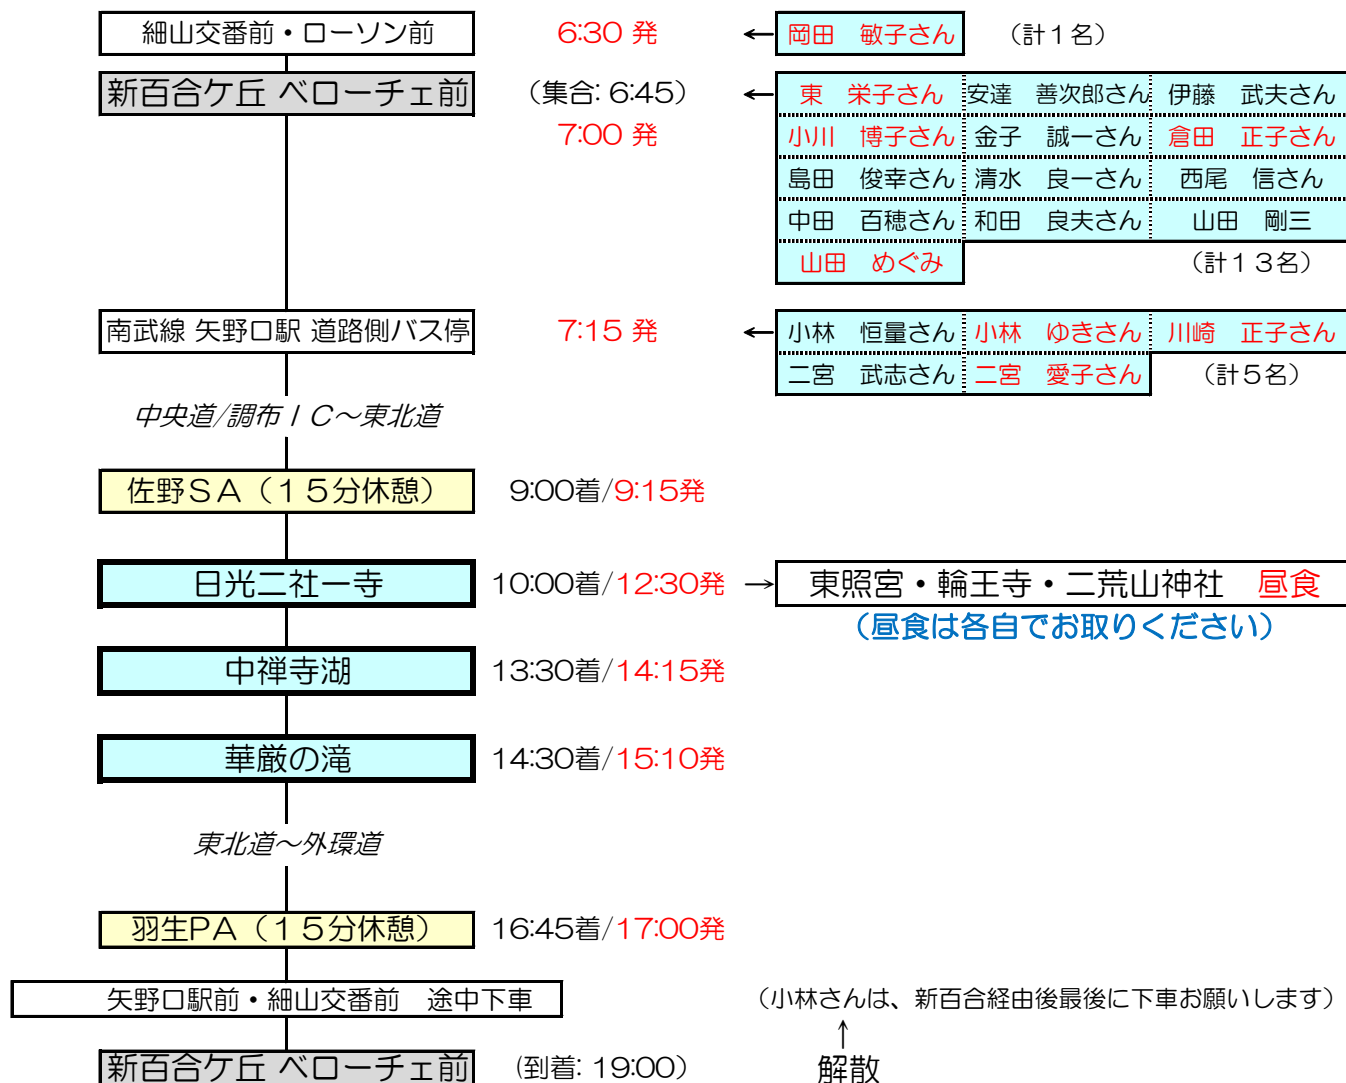 細山交番前・ローソン前　6:30 発　←　岡田　敏子さん　（計１名）
新百合ケ丘 ベローチェ前　（集合: 6:45）　←　東　栄子さん　安達　善次郎さん　伊藤　武夫さん
7:00 発　小川　博子さん　金子　誠一さん　倉田　正子さん
島田　俊幸さん　清水　良一さん　西尾　信さん
中田　百穂さん　和田　良夫さん　山田　剛三
山田　めぐみ　（計１３名）
南武線 矢野口駅 道路側バス停　7:15 発　←　小林　恒量さん　小林　ゆきさん　川崎　正子さん
二宮　武志さん　二宮　愛子さん　（計５名）
中央道/調布ＩＣ～東北道
佐野ＳＡ（１５分休憩）　9:00着/9:15発
日光二社一寺　10:00着/12:30発　→　東照宮・輪王寺・二荒山神社　昼食
（昼食は各自でお取りください）
中禅寺湖　13:30着/14:15発
華厳の滝　14:30着/15:10発
東北道～外環道
羽生PA（１５分休憩）　16:45着/17:00発
矢野口駅前・細山交番前　途中下車　（小林さんは、新百合経由後最後に下車お願いします）
↑
新百合ケ丘 ベローチェ前　（到着: 19:00）　解散